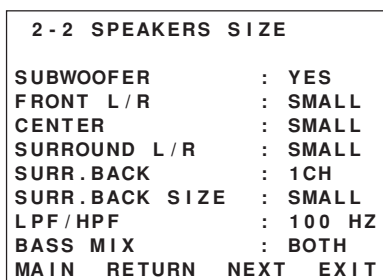 2-2 SPEAKERS SIZE
SUBWOOFER : YES
FRONT L/R : SMALL
CENTER : SMALL
SURROUND L/R : SMALL
SURR.BACK : 1CH
SURR.BACK SIZE : SMALL
LPF/HPF : 100 HZ
BASS MIX : BOTH
MAIN RETURN NEXT EXIT